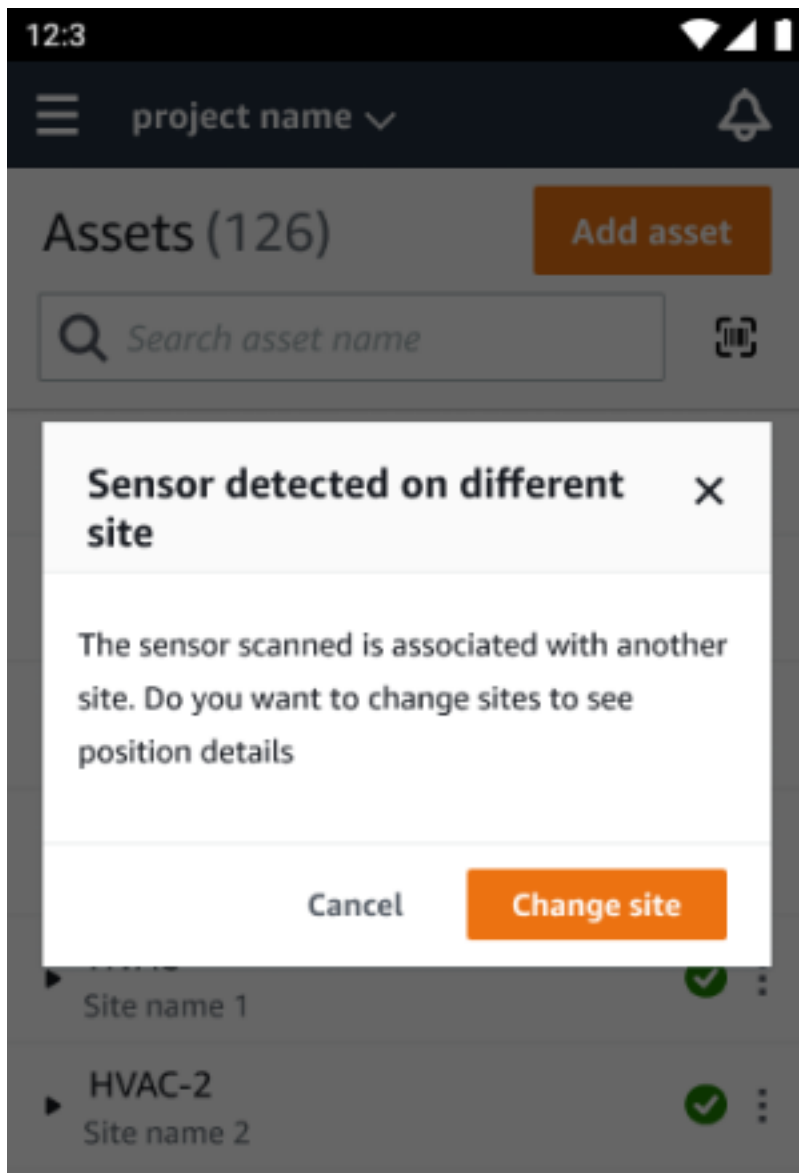 12:3
project name
Assets (126)
Add asset
Search asset name
Sensor detected on different
site
The sensor scanned is associated with another
site. Do you want to change sites to see
position details
Cancel
Change site
Site name 1
HVAC-2
Site name 2